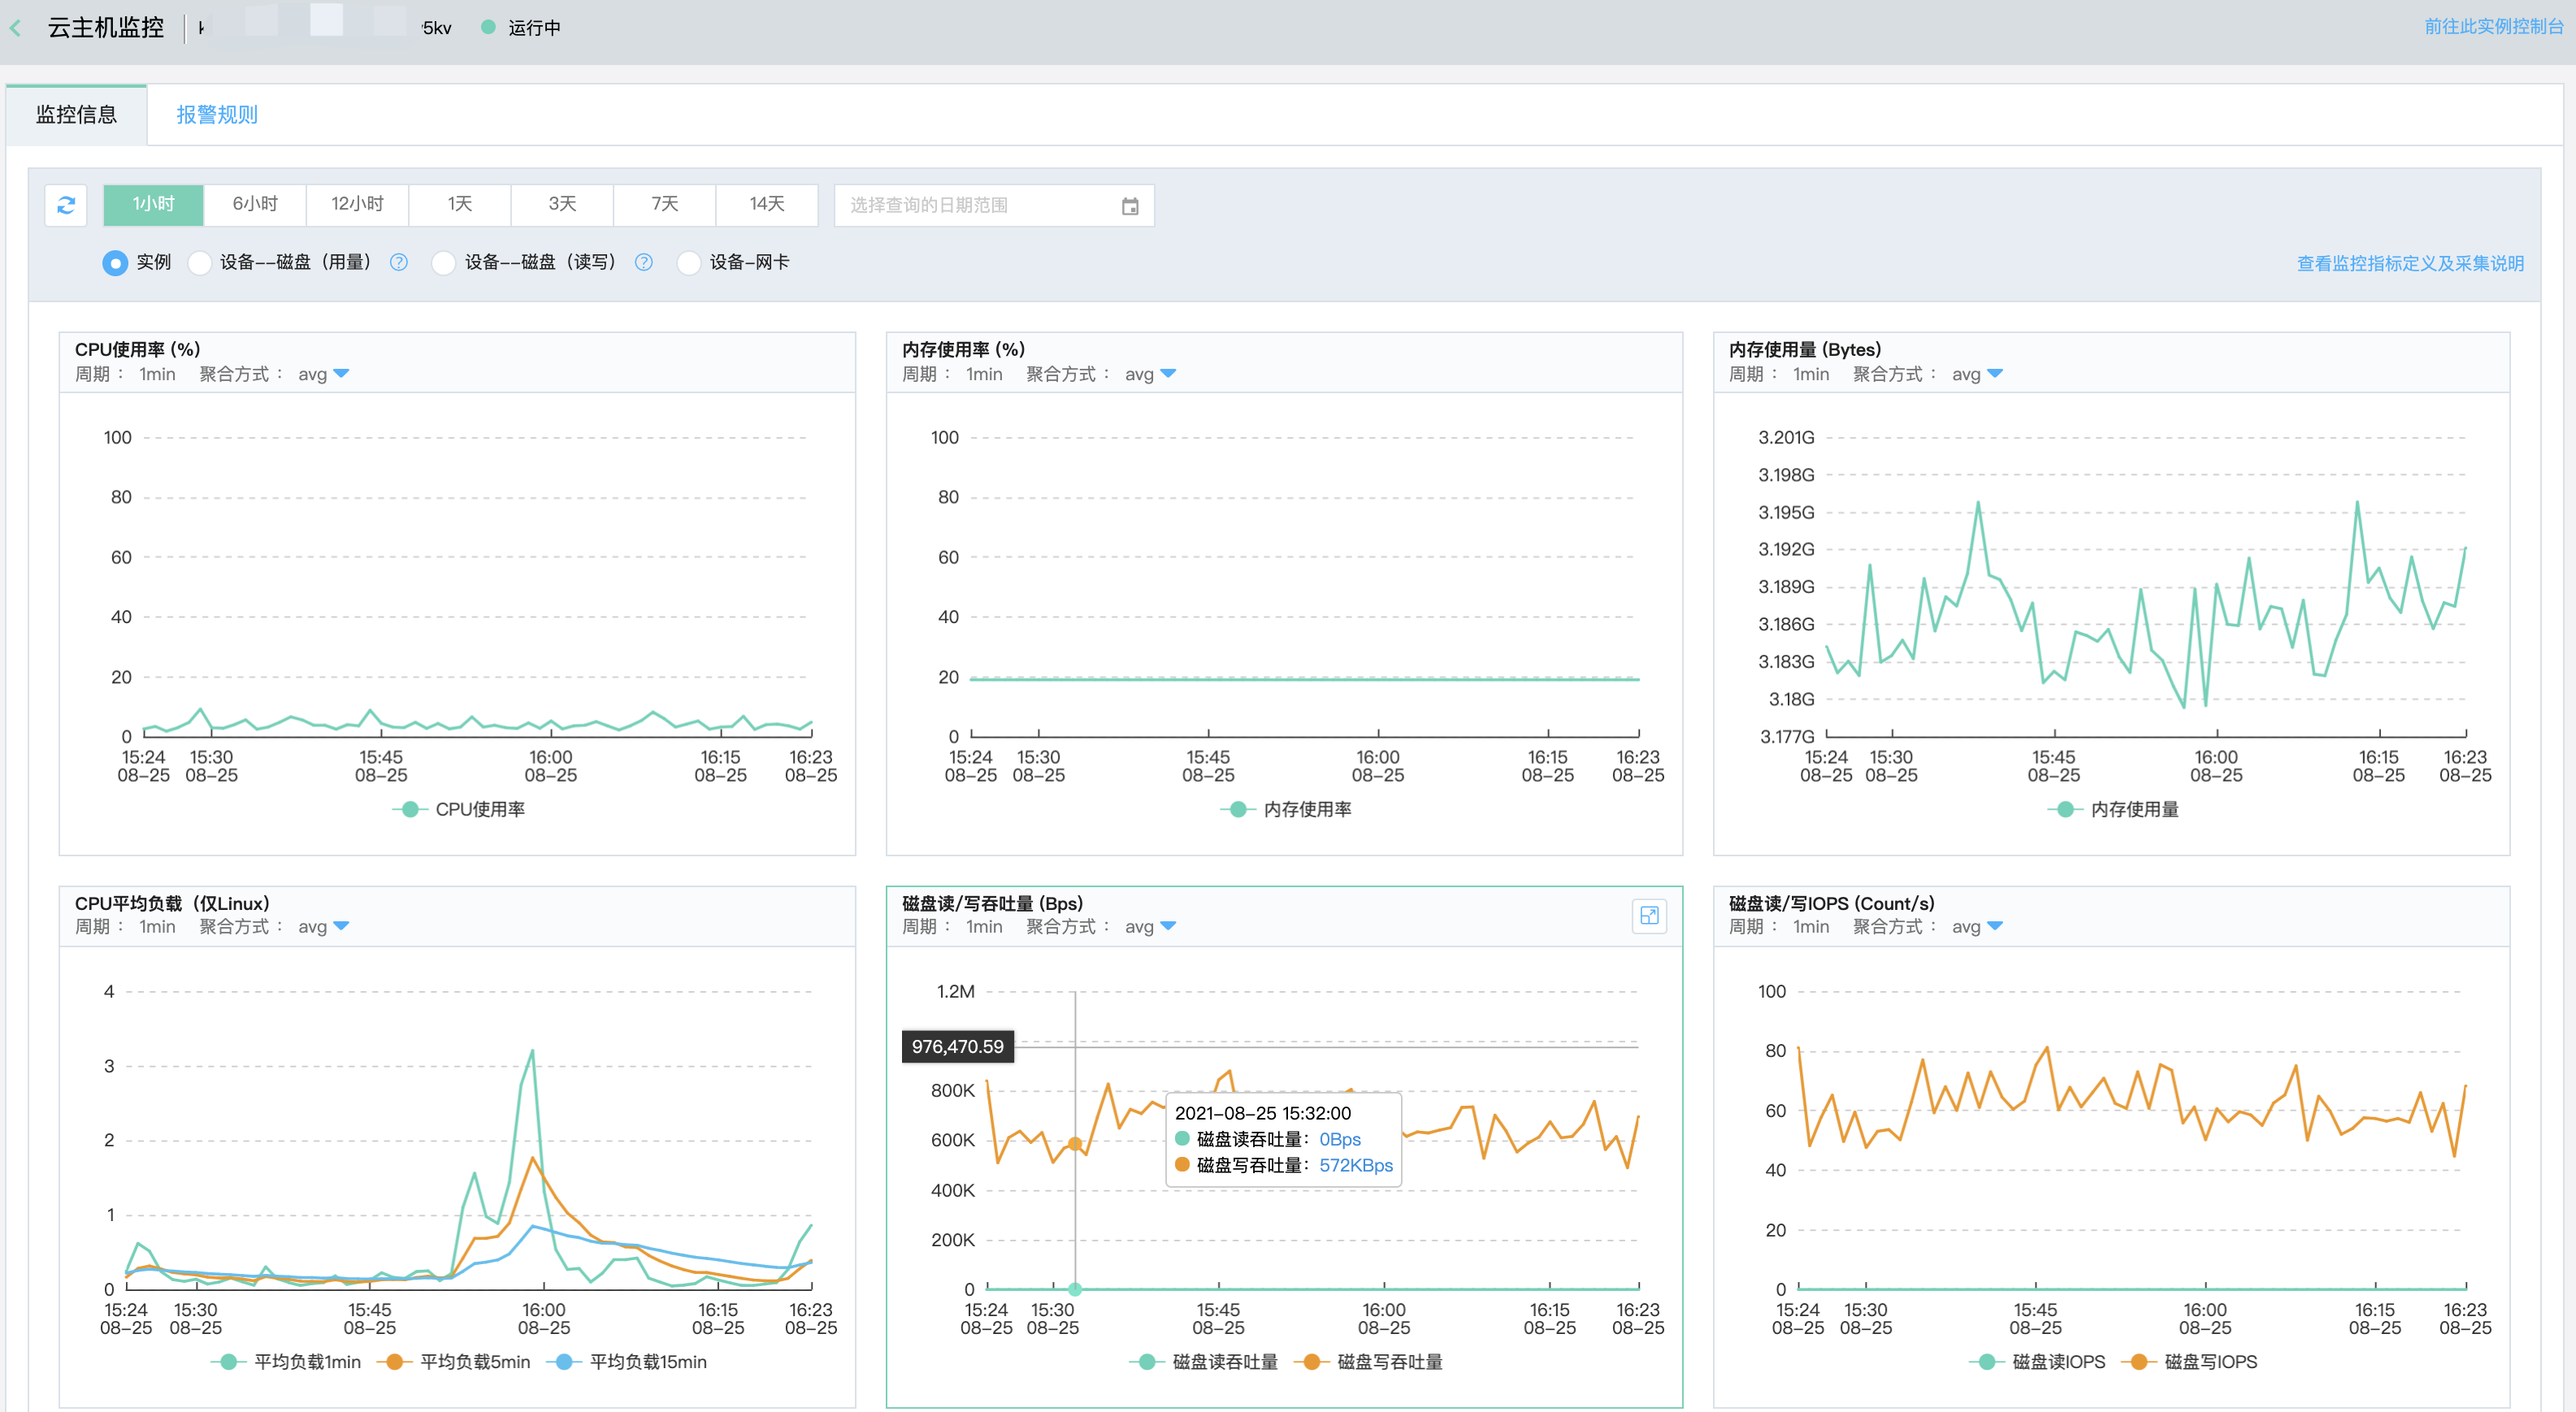 云主机监控 5kv 运行中 前往此实例控制台
监控信息 报警规则
1小时 6小时 12小时 1天 3天 7天 14天 选择查询的日期范围
实例 设备--磁盘（用量） ? 设备--磁盘（读写） ? 设备-网卡 查看监控指标定义及采集说明
CPU使用率 (%)
周期： 1min 聚合方式： avg
100
80
60
40
20
0
15:24 15:30 15:45 16:00 16:15 16:23
08-25 08-25 08-25 08-25 08-25 08-25
CPU使用率
内存使用率 (%)
周期： 1min 聚合方式： avg
100
80
60
40
20
0
15:24 15:30 15:45 16:00 16:15 16:23
08-25 08-25 08-25 08-25 08-25 08-25
内存使用率
内存使用量 (Bytes)
周期： 1min 聚合方式： avg
3.201G
3.198G
3.195G
3.192G
3.189G
3.186G
3.183G
3.18G
3.177G
15:24 15:30 15:45 16:00 16:15 16:23
08-25 08-25 08-25 08-25 08-25 08-25
内存使用量
CPU平均负载（仅Linux）
周期： 1min 聚合方式： avg
4
3
2
1
0
15:24 15:30 15:45 16:00 16:15 16:23
08-25 08-25 08-25 08-25 08-25 08-25
平均负载1min 平均负载5min 平均负载15min
磁盘读/写吞吐量 (Bps)
周期： 1min 聚合方式： avg
1.2M
976,470.59
800K
600K
400K
200K
0
2021-08-25 15:32:00
磁盘读吞吐量： 0Bps
磁盘写吞吐量： 572KBps
15:24 15:30 15:45 16:00 16:15 16:23
08-25 08-25 08-25 08-25 08-25 08-25
磁盘读吞吐量 磁盘写吞吐量
磁盘读/写IOPS (Count/s)
周期： 1min 聚合方式： avg
100
80
60
40
20
0
15:24 15:30 15:45 16:00 16:15 16:23
08-25 08-25 08-25 08-25 08-25 08-25
磁盘读IOPS 磁盘写IOPS